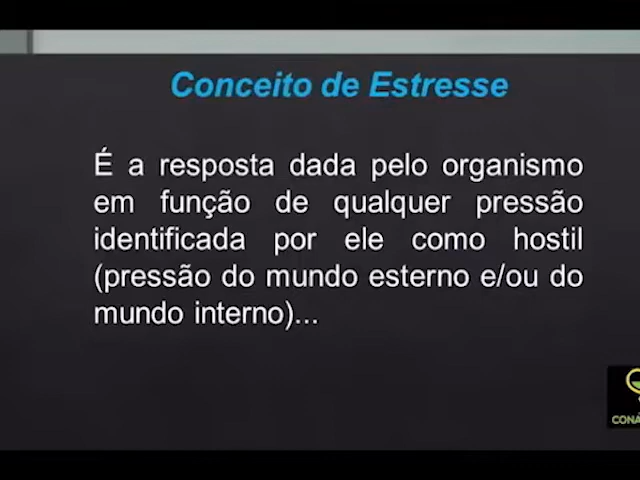 Conceito de Estresse
É a resposta dada pelo organismo
em função de qualquer pressão
identificada por ele como hostil
(pressão do mundo esterno e/ou do
mundo interno)...